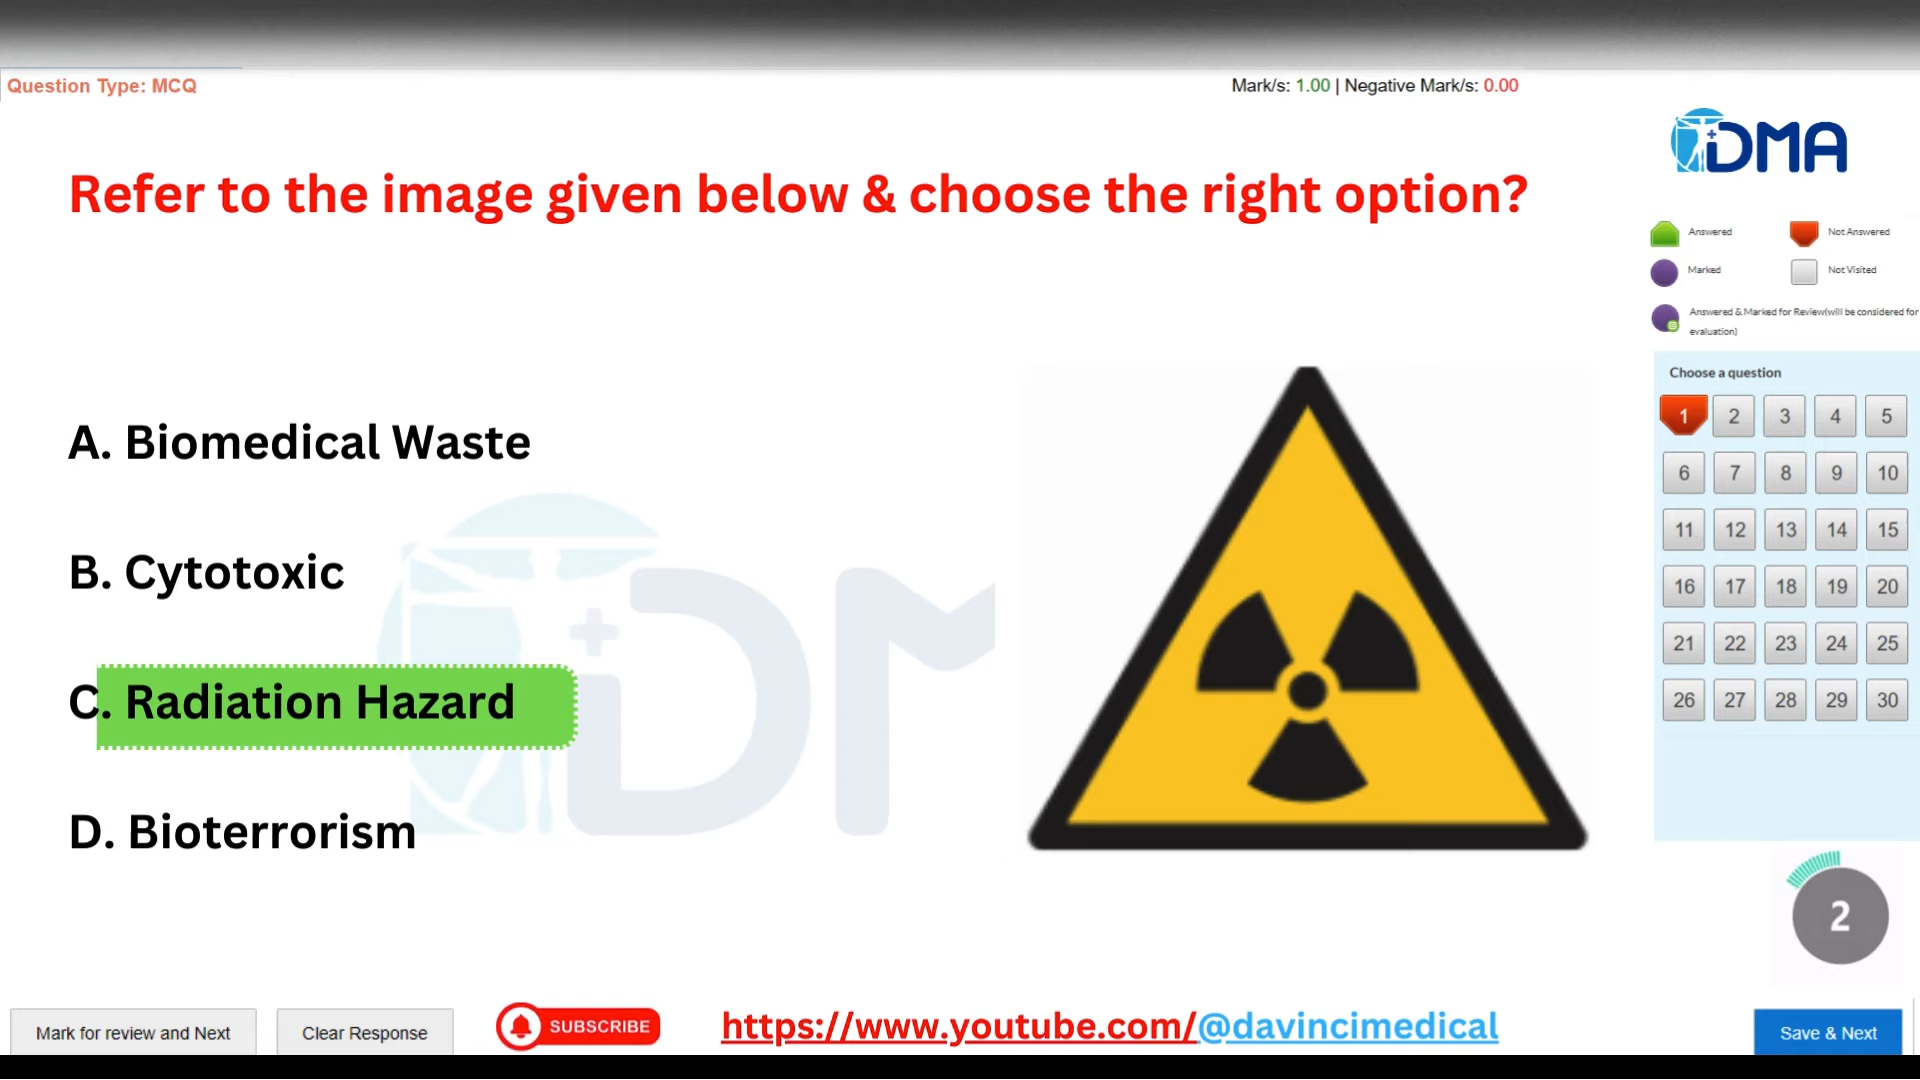 Question Type: MCQ
Mark/s: 1.00 | Negative Mark/s: 0.00
DMA
Refer to the image given below & choose the right option?
Answered
Not Answered
Marked
Not Visited
Answered & Marked for Review(will be considered for
evaluation)
Choose a question
1 2 3 4 5
6 7 8 9 10
11 12 13 14 15
16 17 18 19 20
21 22 23 24 25
26 27 28 29 30
A. Biomedical Waste
B. Cytotoxic
C. Radiation Hazard
D. Bioterrorism
DM
2
Mark for review and Next
Clear Response
SUBSCRIBE
https://www.youtube.com/@davincimedical
Save & Next